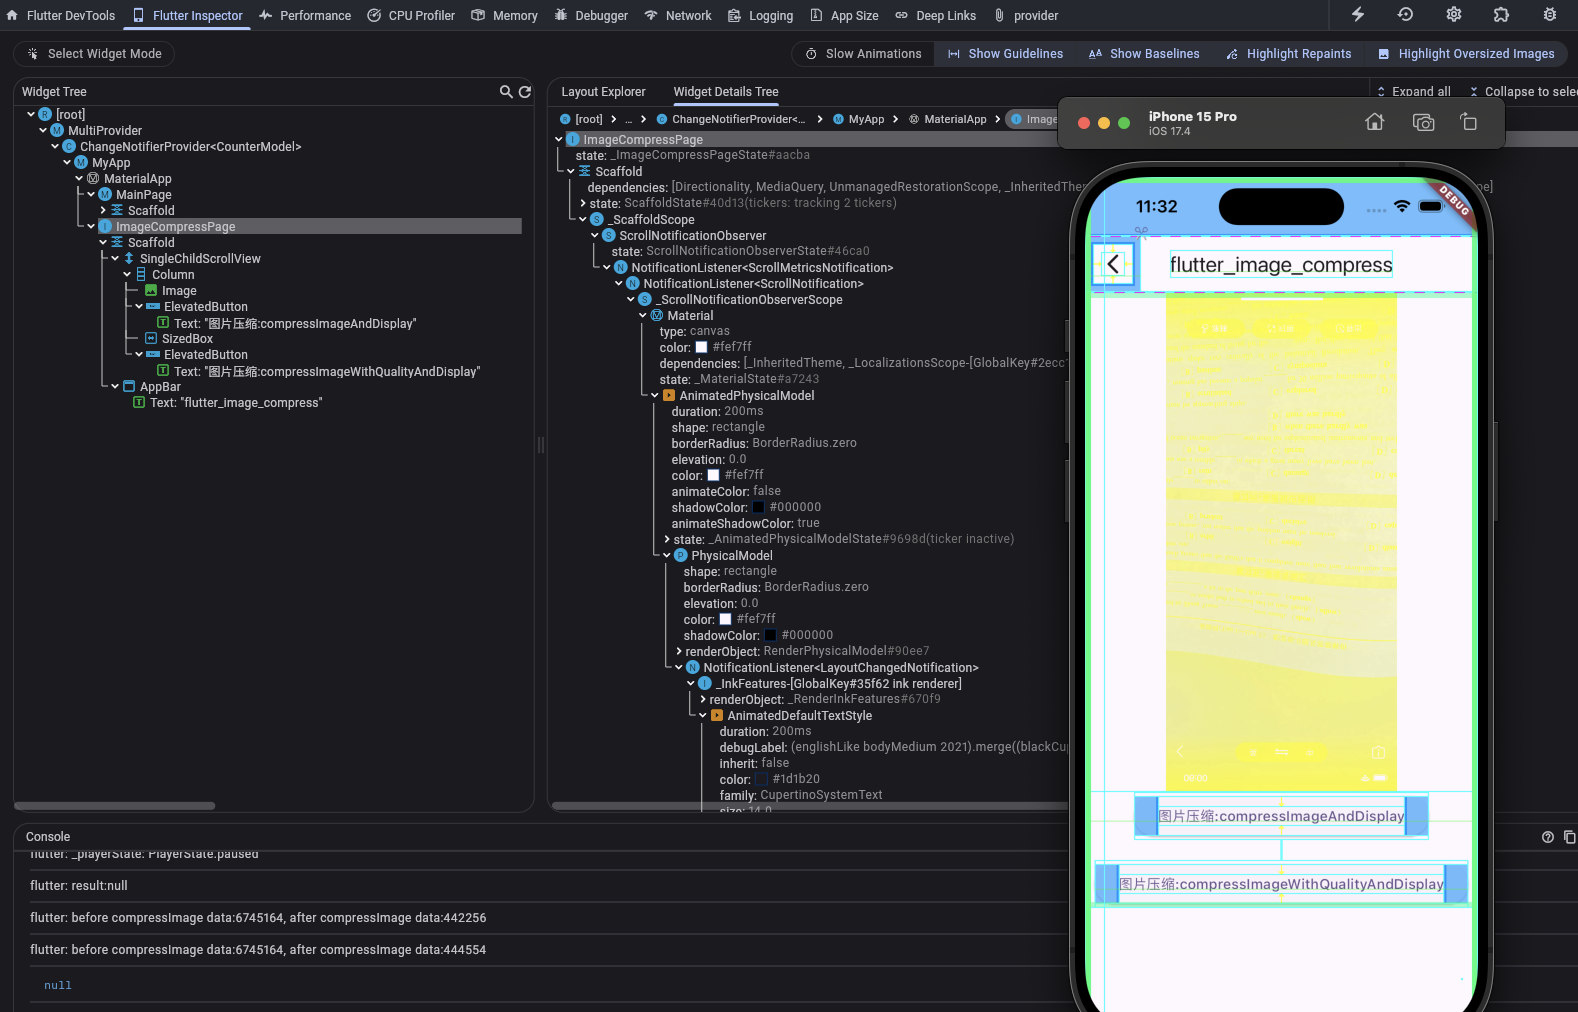 Flutter DevTools
Flutter Inspector
Performance
CPU Profiler
Memory
Debugger
Network
Logging
App Size
Deep Links
provider
Select Widget Mode
Slow Animations
Show Guidelines
Show Baselines
Highlight Repaints
Highlight Oversized Images
Widget Tree
[root]
MultiProvider
ChangeNotifierProvider<CounterModel>
MyApp
MaterialApp
MainPage
Scaffold
ImageCompressPage
Scaffold
SingleChildScrollView
Column
Image
ElevatedButton
Text: "图片压缩:compressImageAndDisplay"
SizedBox
ElevatedButton
Text: "图片压缩:compressImageWithQualityAndDisplay"
AppBar
Text: "flutter_image_compress"
Layout Explorer
Widget Details Tree
Expand all
Collapse to sele
[root] > ... > ChangeNotifierProvider<... > MyApp > MaterialApp > Image
ImageCompressPage
state: _ImageCompressPageState#aacba
Scaffold
dependencies: [Directionality, MediaQuery, UnmanagedRestorationScope, _InheritedThe
state: ScaffoldState#40d13(tickers: tracking 2 tickers)
_ScaffoldScope
ScrollNotificationObserver
state: ScrollNotificationObserverState#46ca0
NotificationListener<ScrollMetricsNotification>
NotificationListener<ScrollNotification>
_ScrollNotificationObserverScope
Material
type: canvas
color: #fef7ff
dependencies: [_InheritedTheme, _LocalizationsScope-[GlobalKey#2ecc
state: _MaterialState#a7243
AnimatedPhysicalModel
duration: 200ms
shape: rectangle
borderRadius: BorderRadius.zero
elevation: 0.0
color: #fef7ff
animateColor: false
shadowColor: #000000
animateShadowColor: true
state: _AnimatedPhysicalModelState#9698d(ticker inactive)
PhysicalModel
shape: rectangle
borderRadius: BorderRadius.zero
elevation: 0.0
color: #fef7ff
shadowColor: #000000
renderObject: RenderPhysicalModel#90ee7
NotificationListener<LayoutChangedNotification>
_InkFeatures-[GlobalKey#35f62 ink renderer]
renderObject: _RenderInkFeatures#670f9
AnimatedDefaultTextStyle
duration: 200ms
debugLabel: (englishLike bodyMedium 2021).merge((blackCup
inherit: false
color: #1d1b20
family: CupertinoSystemText
size: 14.0
Console
flutter: _playerState: PlayerState.paused
flutter: result:null
flutter: before compressImage data:6745164, after compressImage data:442256
flutter: before compressImage data:6745164, after compressImage data:444554
null
iPhone 15 Pro
iOS 17.4
11:32
DEBUG
flutter_image_compress
图片压缩:compressImageAndDisplay
图片压缩:compressImageWithQualityAndDisplay